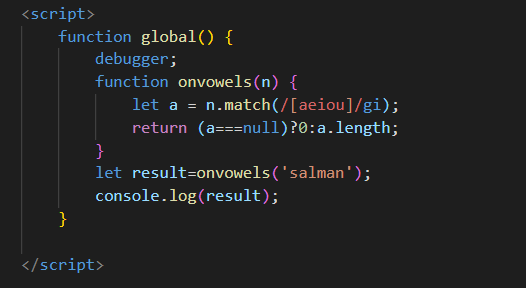 <script>
function global() {
debugger;
function onvowels(n) {
let a = n.match(/[aeiou]/gi);
return (a===null)?0:a.length;
}
let result=onvowels('salman');
console.log(result);
}
</script>